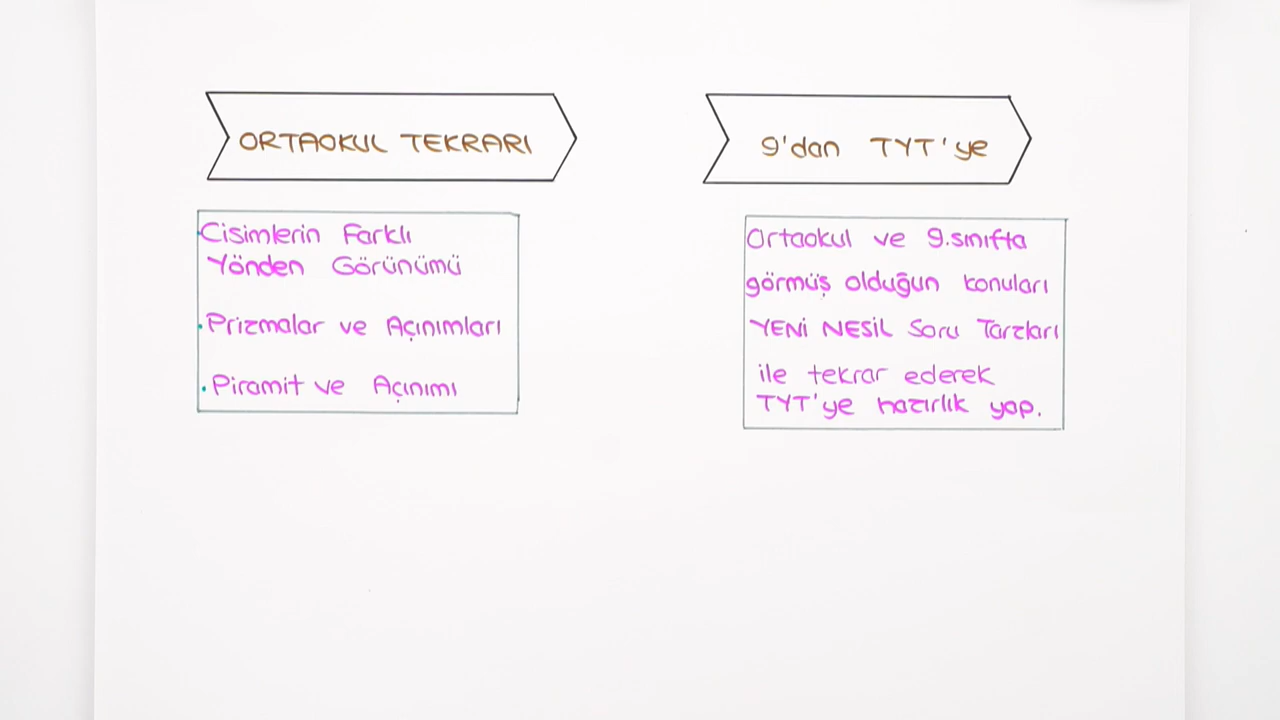 ORTAOKUL TEKRARI
Cisimlerin Farklı
Yönden Görünümü
• Prizmalar ve Açınımları
• Piramit ve Açınımı
9'dan TYT'ye
Ortaokul ve 9.sınıfta
görmüş olduğun konuları
YENİ NESİL Soru Tarzları
ile tekrar ederek
TYT'ye hazırlık yap.